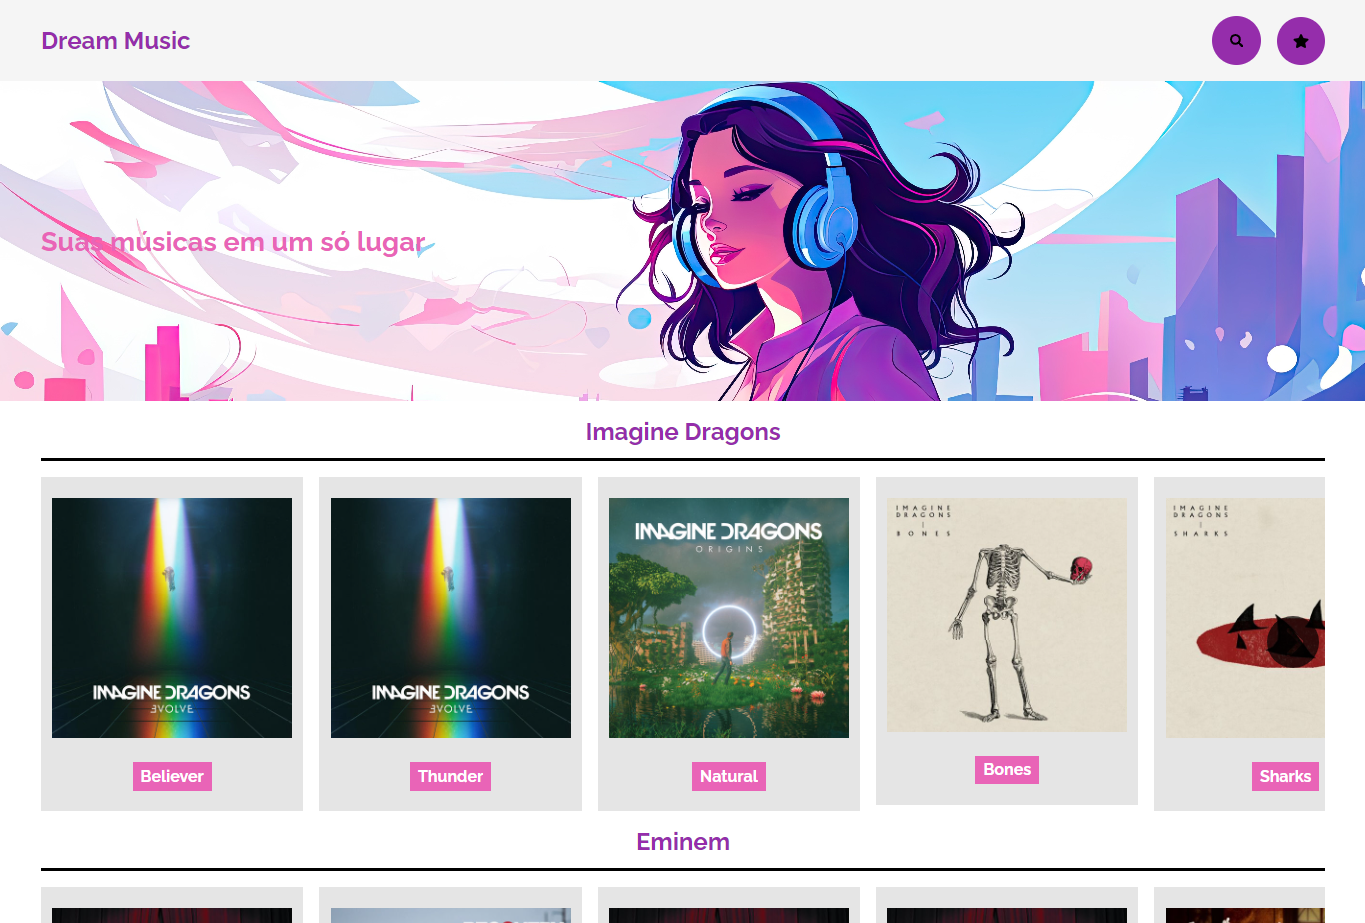 Dream Music
Suas músicas em um só lugar
Imagine Dragons
IMAGINE DRAGONS
EVOLVE
Believer
IMAGINE DRAGONS
EVOLVE
Thunder
IMAGINE DRAGONS
ORIGINS
Natural
IMAGINE
DRAGONS
BONES
Bones
IMAGINE
DRAGONS
SHARKS
Sharks
Eminem